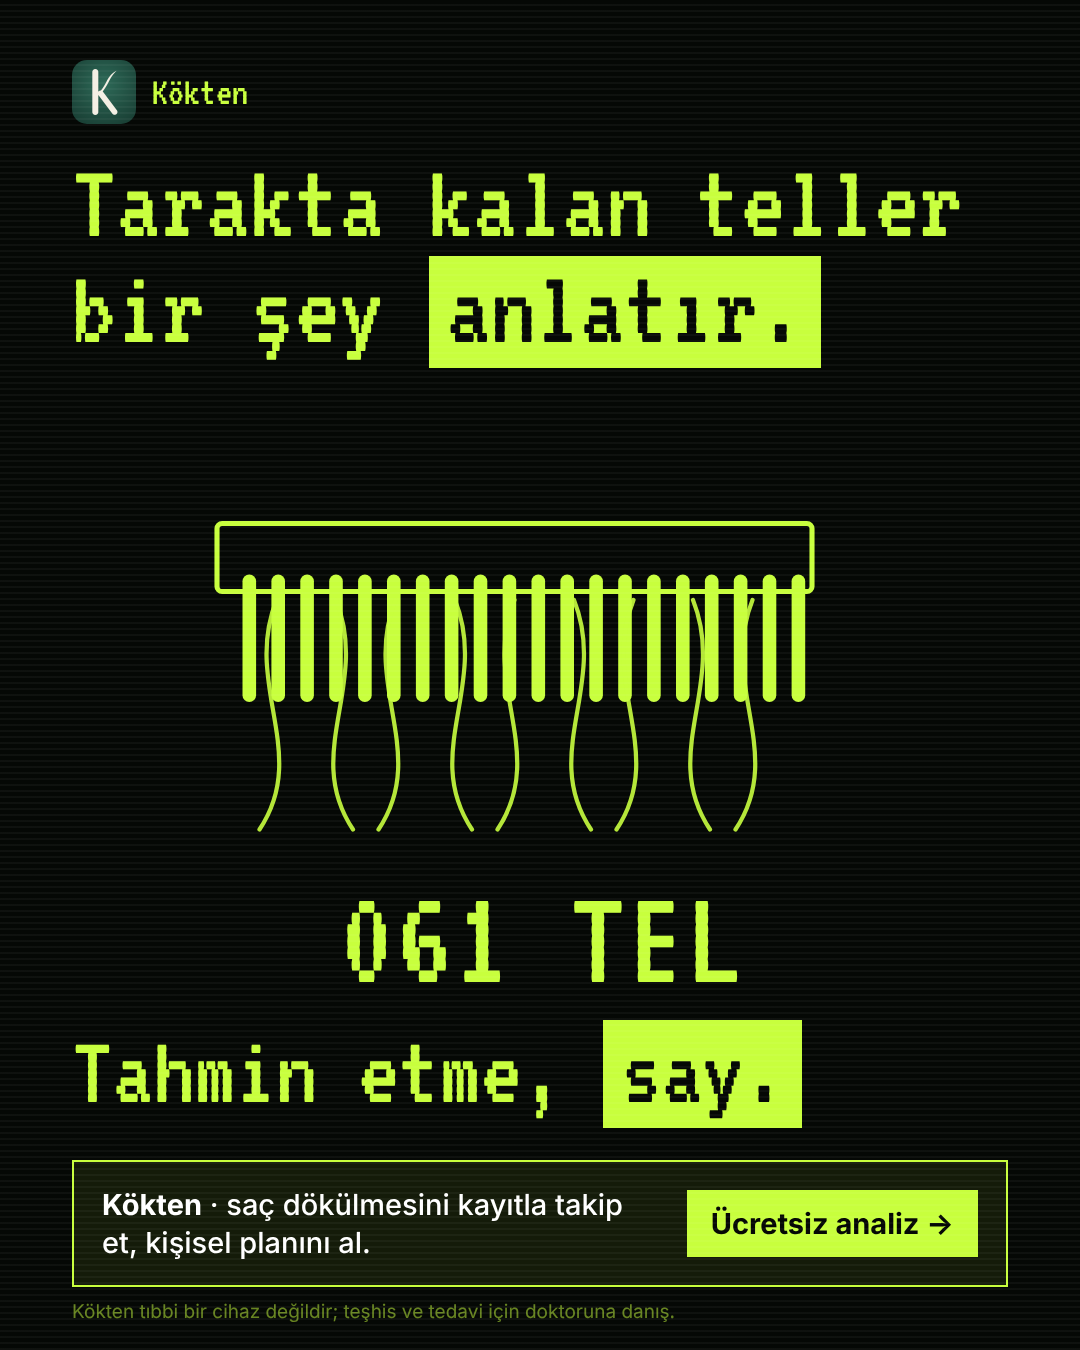 K
Kökten
Tarakta kalan teller
bir şey anlatır.
061 TEL
Tahmin etme, say.
Kökten · saç dökülmesini kayıtla takip
et, kişisel planını al.
Ücretsiz analiz →
Kökten tıbbi bir cihaz değildir; teşhis ve tedavi için doktoruna danış.